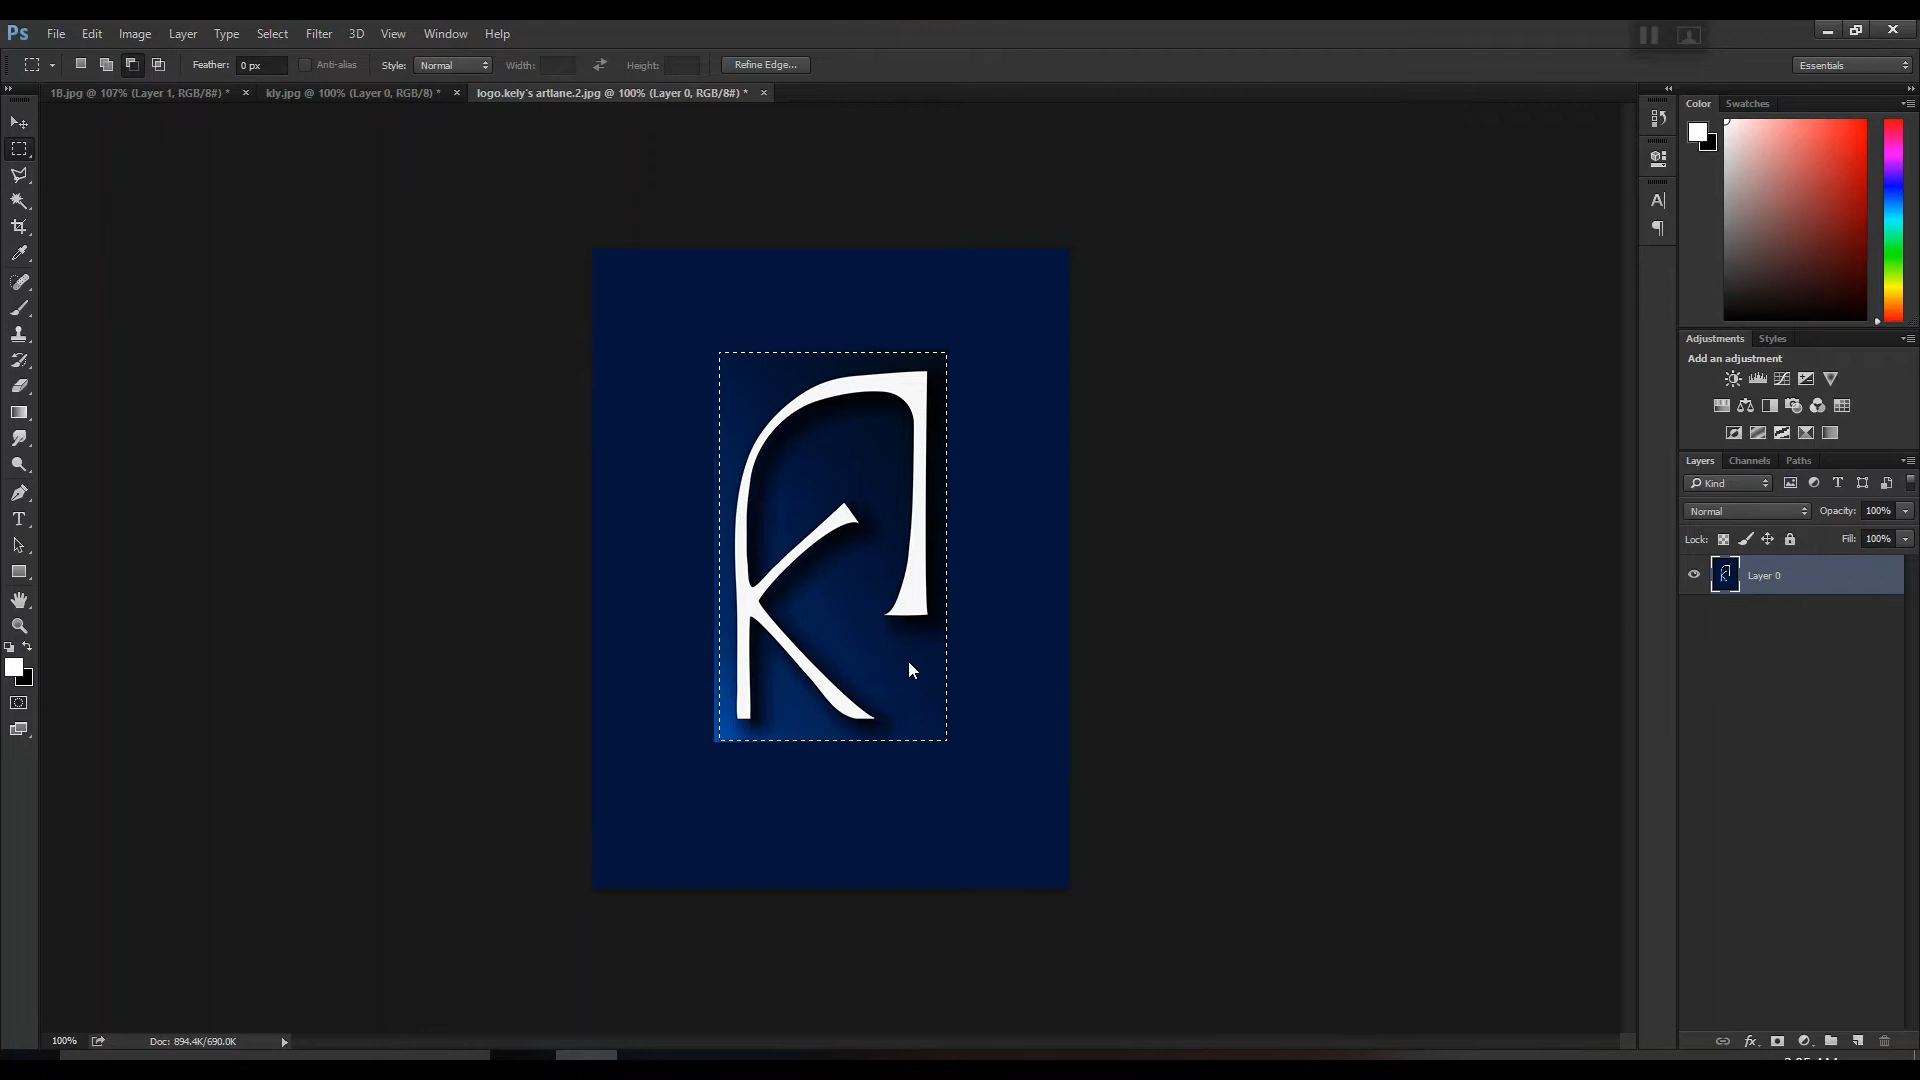 Ps File Edit Image Layer Type Select Filter 3D View Window Help
Feather: 0 px Anti-alias Style: Normal Width: Height: Refine Edge... Essentials
1B.jpg @ 107% (Layer 1, RGB/8#) * × kly.jpg @ 100% (Layer 0, RGB/8) * × logo.kely's artlane.2.jpg @ 100% (Layer 0, RGB/8#) * ×
Color Swatches
Adjustments Styles
Add an adjustment
Layers Channels Paths
Kind
Normal Opacity: 100%
Lock: Fill: 100%
Layer 0
100% Doc: 894.4K/690.0K